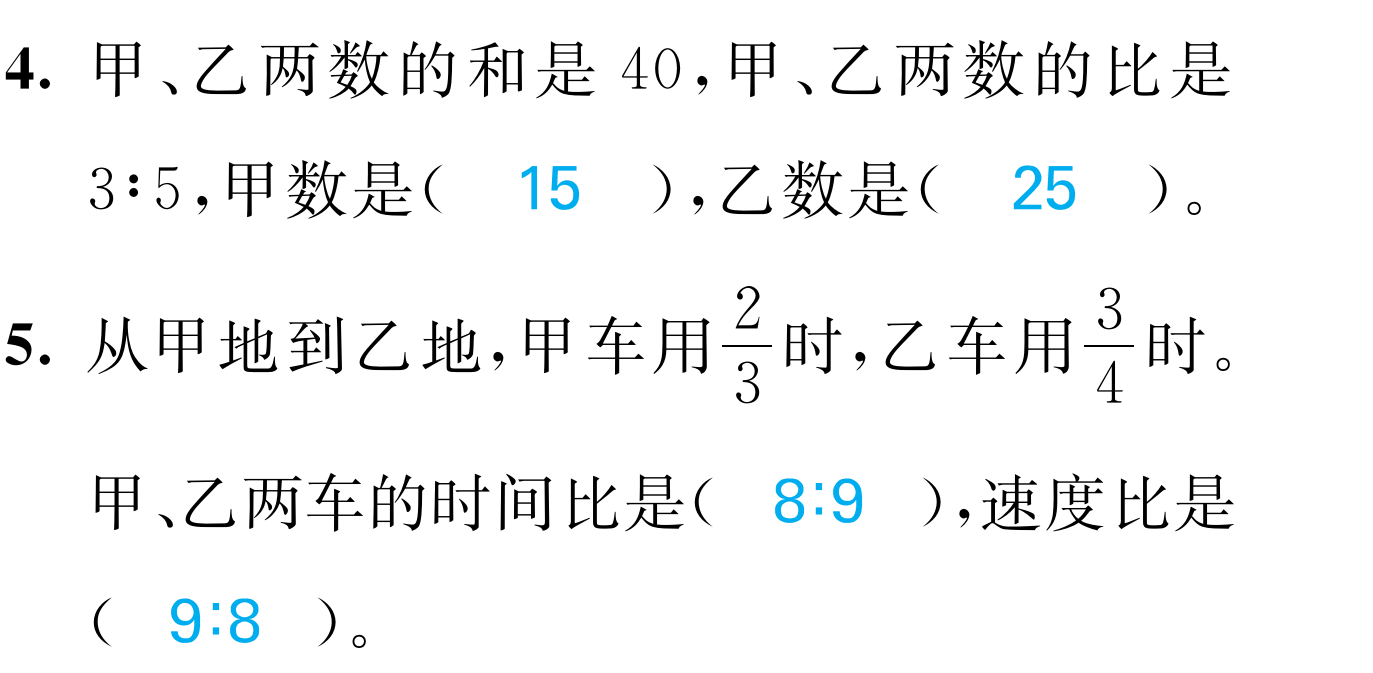 4. 甲、乙两数的和是 40,甲、乙两数的比是
3∶5,甲数是( 15 ),乙数是( 25 )。
5. 从甲地到乙地,甲车用2/3时,乙车用3/4时。
甲、乙两车的时间比是( 8∶9 ),速度比是
( 9∶8 )。